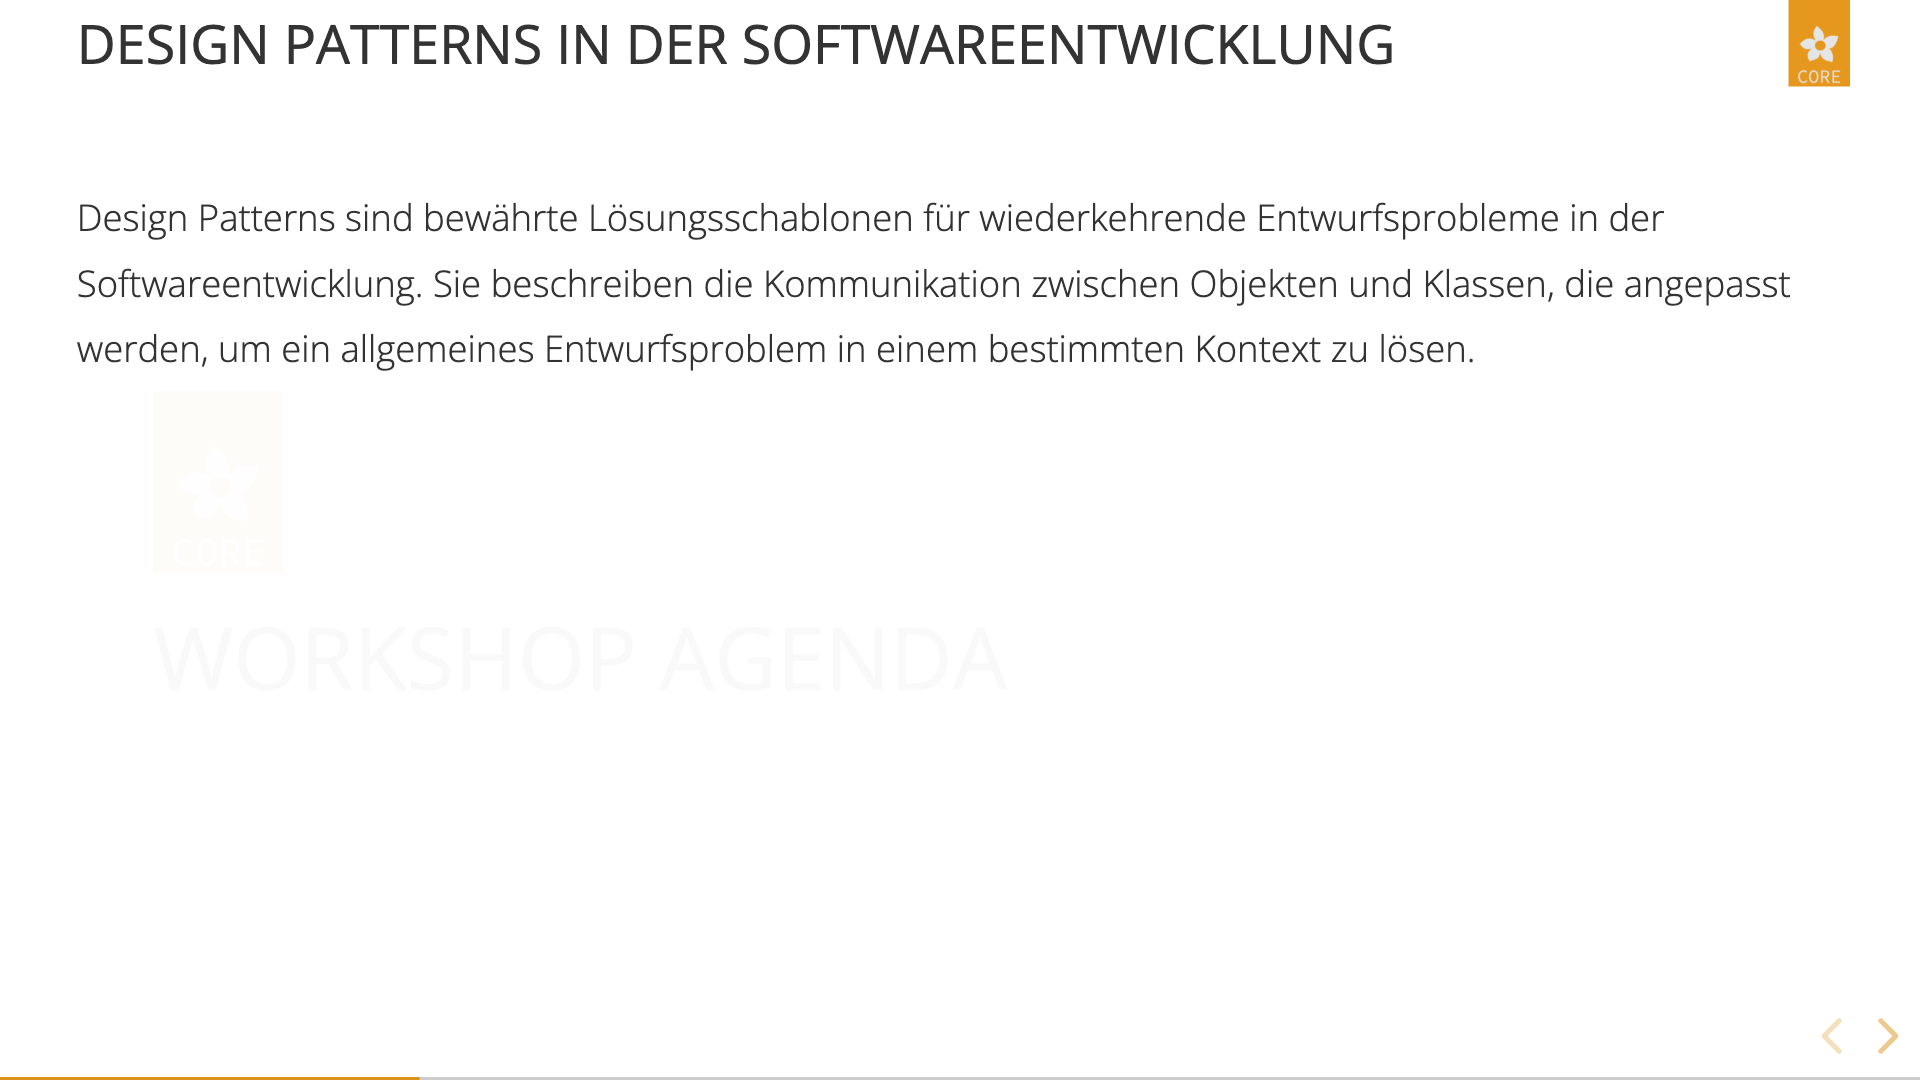 DESIGN PATTERNS IN DER SOFTWAREENTWICKLUNG
CORE
Design Patterns sind bewährte Lösungsschablonen für wiederkehrende Entwurfsprobleme in der
Softwareentwicklung. Sie beschreiben die Kommunikation zwischen Objekten und Klassen, die angepasst
werden, um ein allgemeines Entwurfsproblem in einem bestimmten Kontext zu lösen.
CORE
WORKSHOP AGENDA